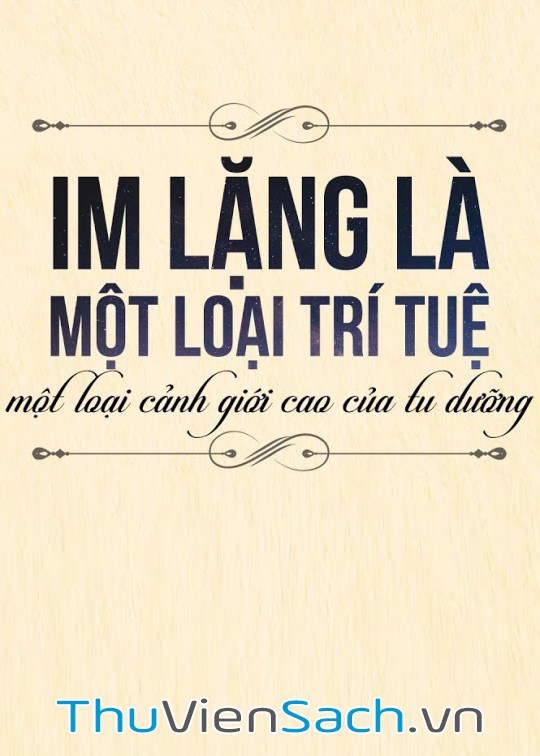 IM LẶNG LÀ
MỘT LOẠI TRÍ TUỆ
một loại cảnh giới cao của tu dưỡng
ThuVienSach.vn